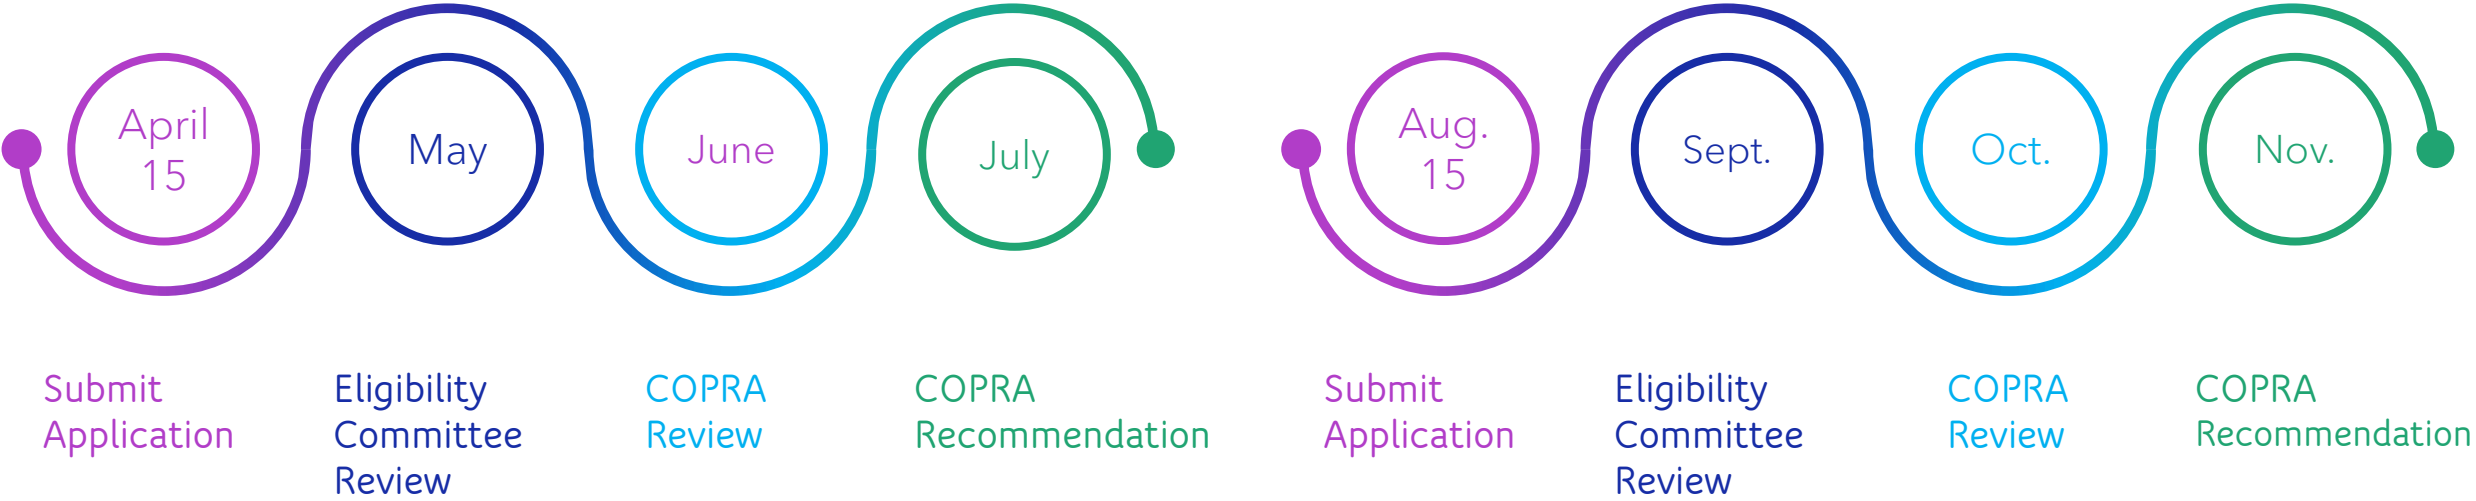 April
15
May
June
July
Aug.
15
Sept.
Oct.
Nov.
Submit
Application
Eligibility
Committee
Review
COPRA
Review
COPRA
Recommendation
Submit
Application
Eligibility
Committee
Review
COPRA
Review
COPRA
Recommendation